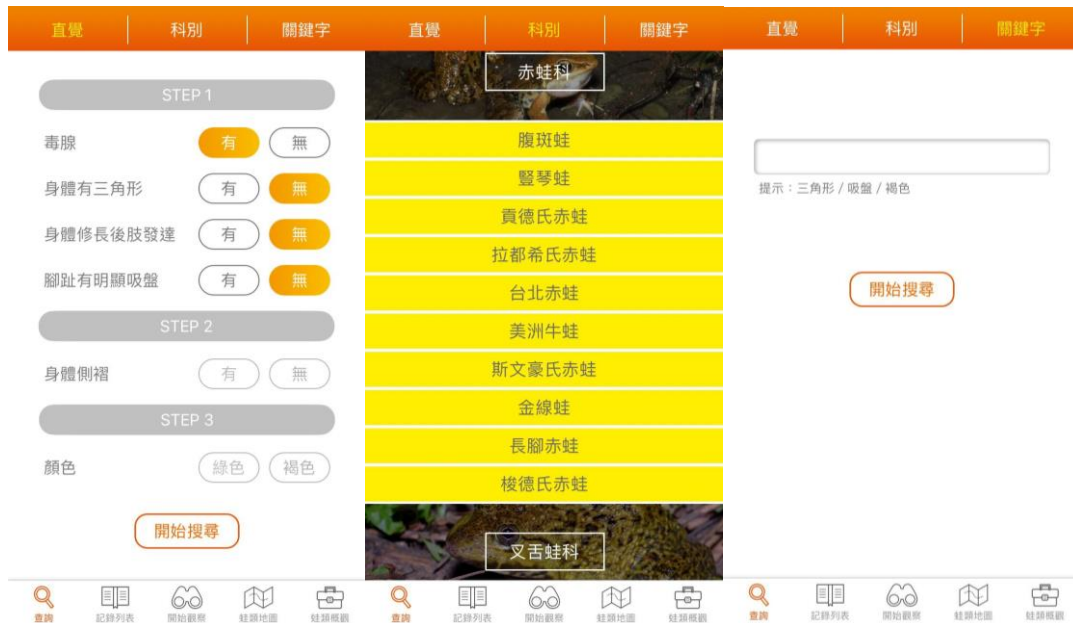 直覺 科別 關鍵字
STEP 1
毒腺 有 無
身體有三角形 有 無
身體修長後肢發達 有 無
腳趾有明顯吸盤 有 無
STEP 2
身體側褶 有 無
STEP 3
顏色 綠色 褐色
開始搜尋
查詢 記錄列表 開始觀察 蛙類地圖 蛙類概觀
直覺 科別 關鍵字
赤蛙科
腹斑蛙
豎琴蛙
貢德氏赤蛙
拉都希氏赤蛙
台北赤蛙
美洲牛蛙
斯文豪氏赤蛙
金線蛙
長腳赤蛙
梭德氏赤蛙
叉舌蛙科
查詢 記錄列表 開始觀察 蛙類地圖 蛙類概觀
直覺 科別 關鍵字
提示：三角形 / 吸盤 / 褐色
開始搜尋
查詢 記錄列表 開始觀察 蛙類地圖 蛙類概觀